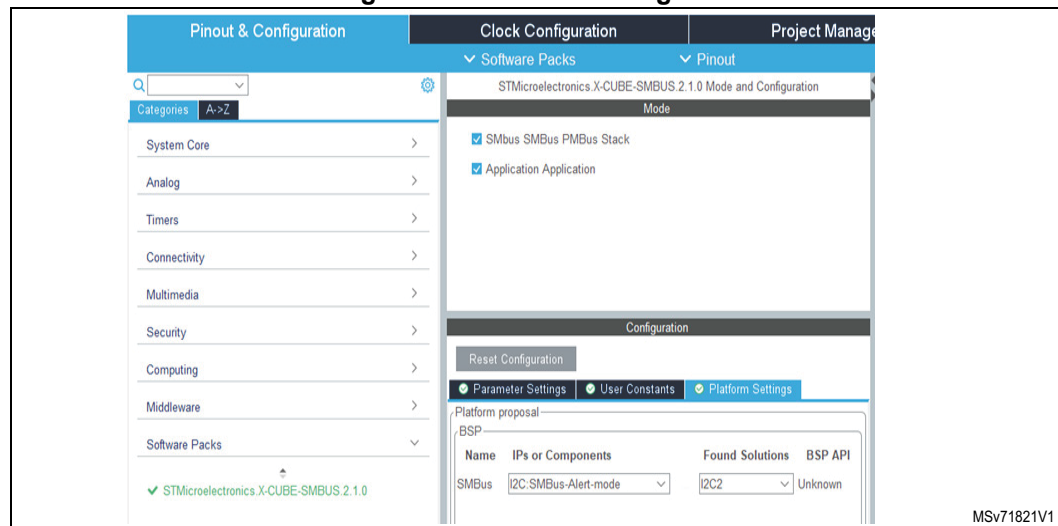 Pinout & Configuration
Clock Configuration
Project Manage
Software Packs
Pinout
STMicroelectronics.X-CUBE-SMBUS.2.1.0 Mode and Configuration
Categories A->Z
Mode
System Core
SMbus SMBus PMBus Stack
Application Application
Analog
Timers
Connectivity
Multimedia
Security
Computing
Middleware
Software Packs
STMicroelectronics.X-CUBE-SMBUS.2.1.0
Configuration
Reset Configuration
Parameter Settings User Constants Platform Settings
Platform proposal
BSP
Name IPs or Components Found Solutions BSP API
SMBus I2C:SMBus-Alert-mode I2C2 Unknown
MSv71821V1